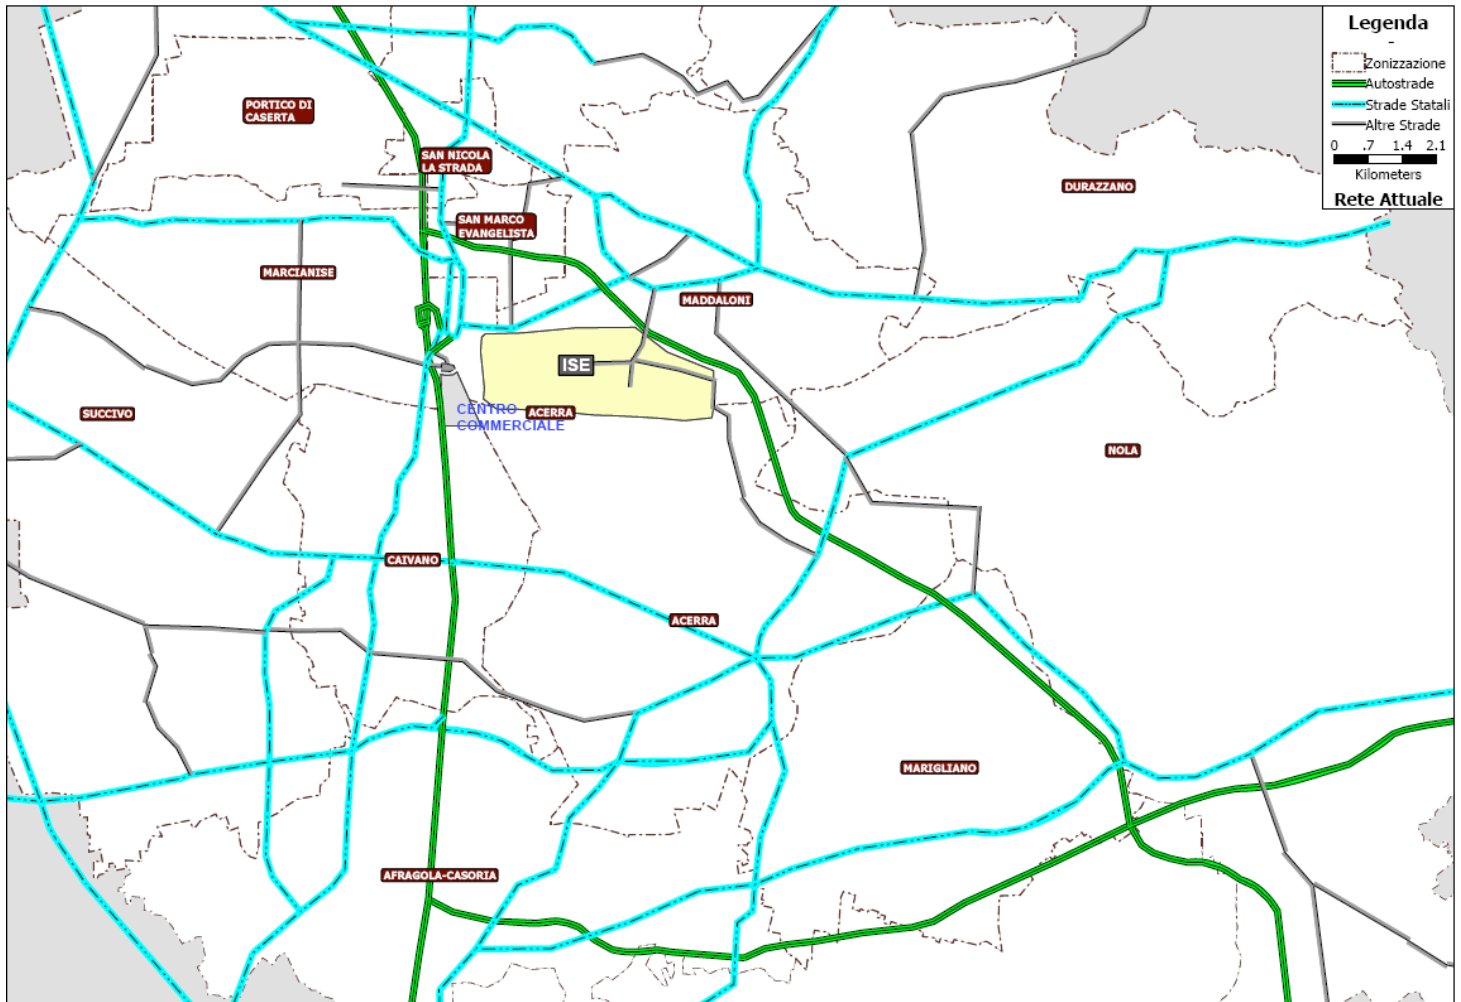 Legenda
-
Zonizzazione
Autostrade
Strade Statali
Altre Strade
0 .7 1.4 2.1
Kilometers
Rete Attuale
PORTICO DI
CASERTA
SAN NICOLA
LA STRADA
DURAZZANO
SAN MARCO
EVANGELISTA
MARCIANISE
MADDALONI
ISE
SUCCIVO
CENTRO
COMMERCIALE
ACERRA
NOLA
CAIVANO
ACERRA
MARIGLIANO
AFRAGOLA-CASORIA